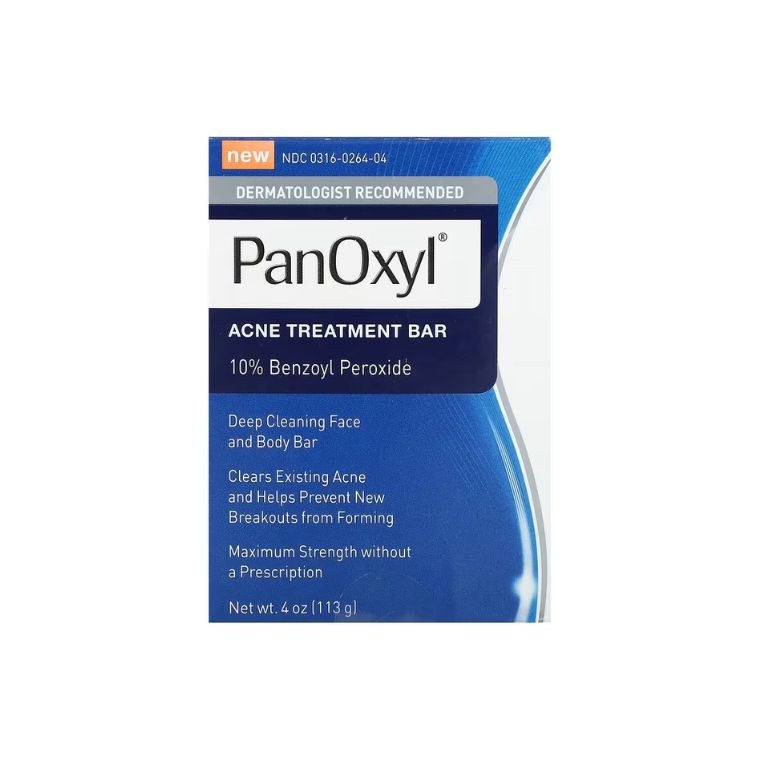 new NDC 0316-0264-04
DERMATOLOGIST RECOMMENDED
PanOxyl®
ACNE TREATMENT BAR
10% Benzoyl Peroxide
Deep Cleaning Face
and Body Bar
Clears Existing Acne
and Helps Prevent New
Breakouts from Forming
Maximum Strength without
a Prescription
Net wt. 4 oz (113 g)